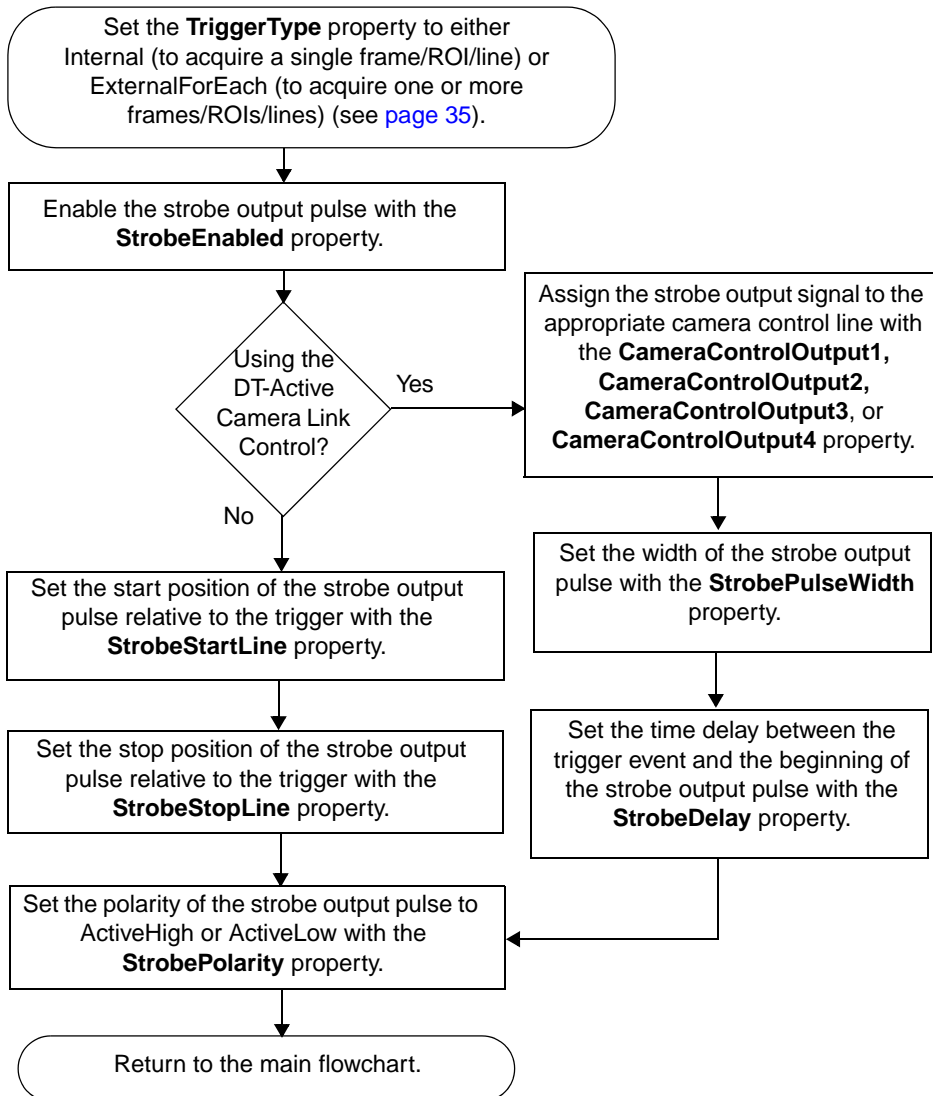 Set the TriggerType property to either
Internal (to acquire a single frame/ROI/line) or
ExternalForEach (to acquire one or more
frames/ROIs/lines) (see page 35).
Enable the strobe output pulse with the
StrobeEnabled property.
Using the
DT-Active
Camera Link
Control?
Yes
No
Assign the strobe output signal to the
appropriate camera control line with
the CameraControlOutput1,
CameraControlOutput2,
CameraControlOutput3, or
CameraControlOutput4 property.
Set the width of the strobe output
pulse with the StrobePulseWidth
property.
Set the time delay between the
trigger event and the beginning of
the strobe output pulse with the
StrobeDelay property.
Set the start position of the strobe output
pulse relative to the trigger with the
StrobeStartLine property.
Set the stop position of the strobe output
pulse relative to the trigger with the
StrobeStopLine property.
Set the polarity of the strobe output pulse to
ActiveHigh or ActiveLow with the
StrobePolarity property.
Return to the main flowchart.